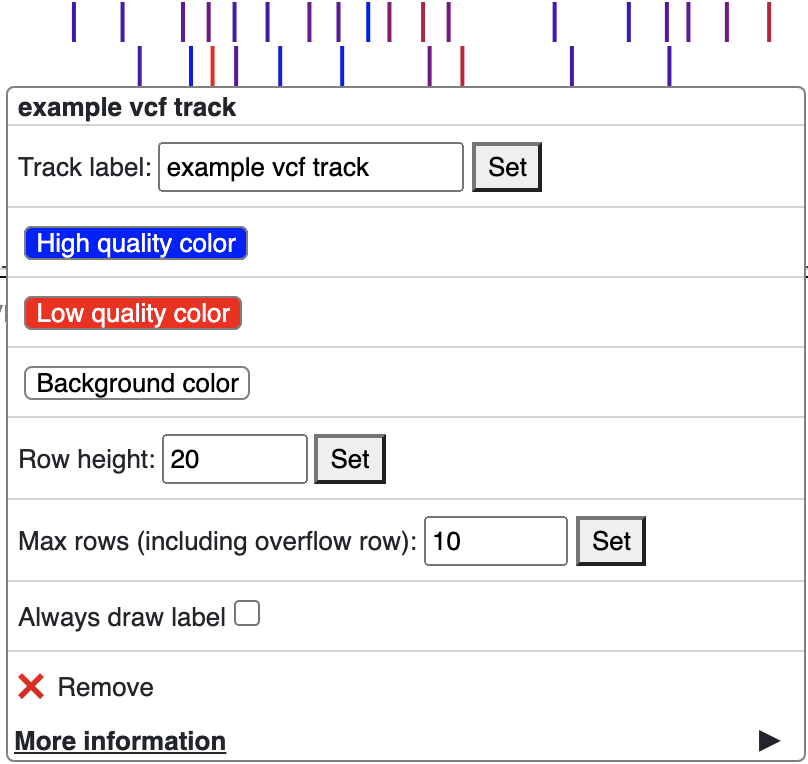 example vcf track
Track label: example vcf track Set
High quality color
Low quality color
Background color
Row height: 20 Set
Max rows (including overflow row): 10 Set
Always draw label
Remove
More information